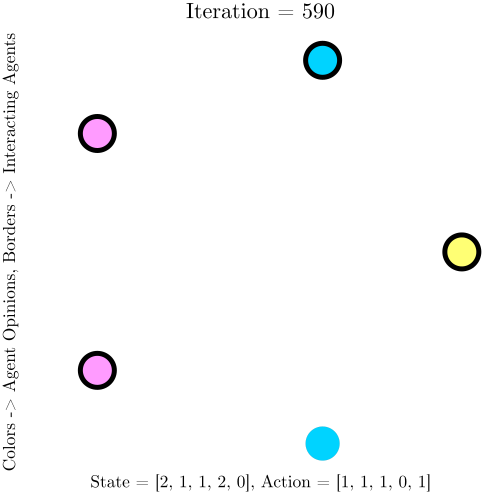 Iteration = 590
Colors -> Agent Opinions, Borders -> Interacting Agents
State = [2, 1, 1, 2, 0], Action = [1, 1, 1, 0, 1]